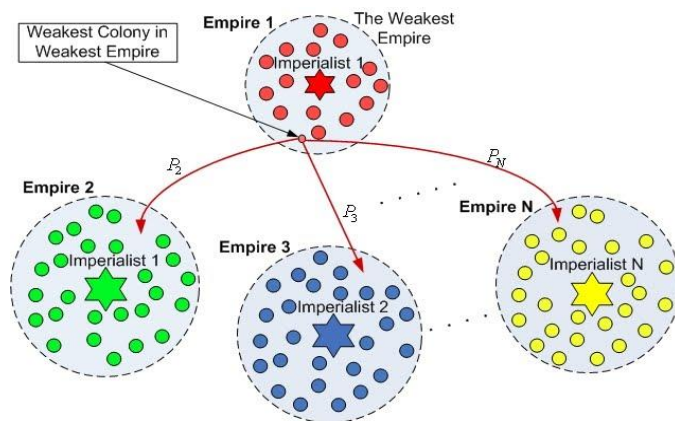 Empire 1
The Weakest
Empire
Weakest Colony in
Weakest Empire
Imperialist 1
P2
P3
PN
Empire 2
Imperialist 1
Empire 3
Imperialist 2
Empire N
Imperialist N